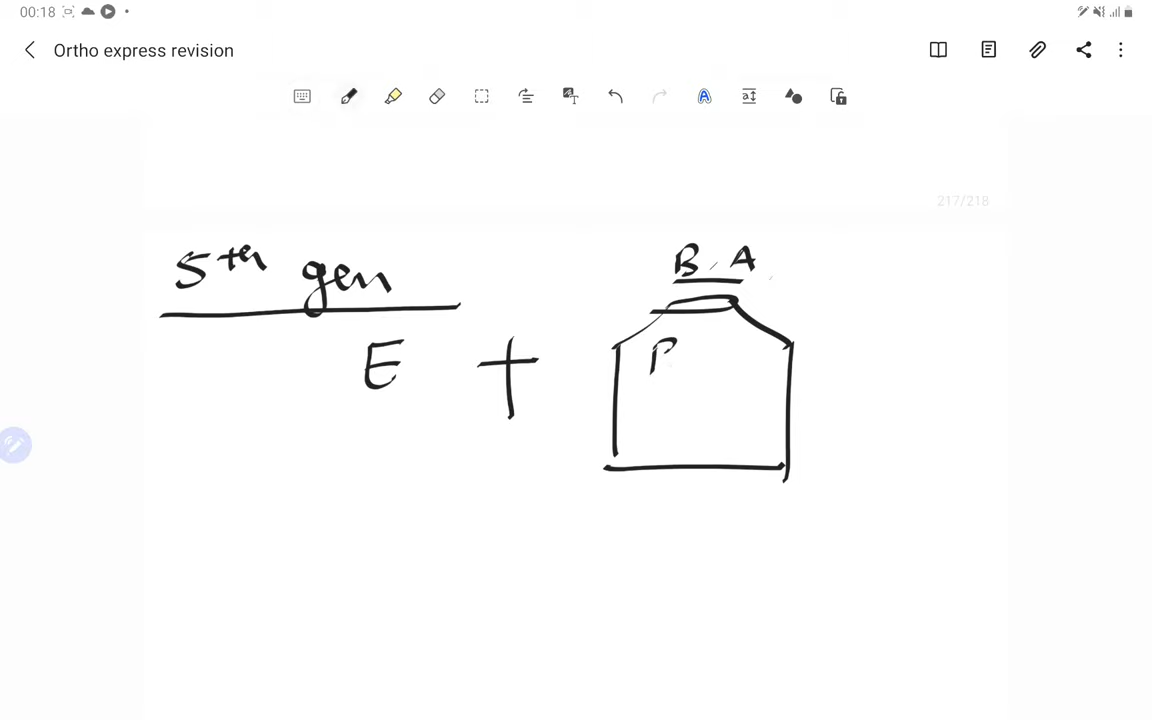 00:18
Ortho express revision
217/218
5th gen
B. A
E + P